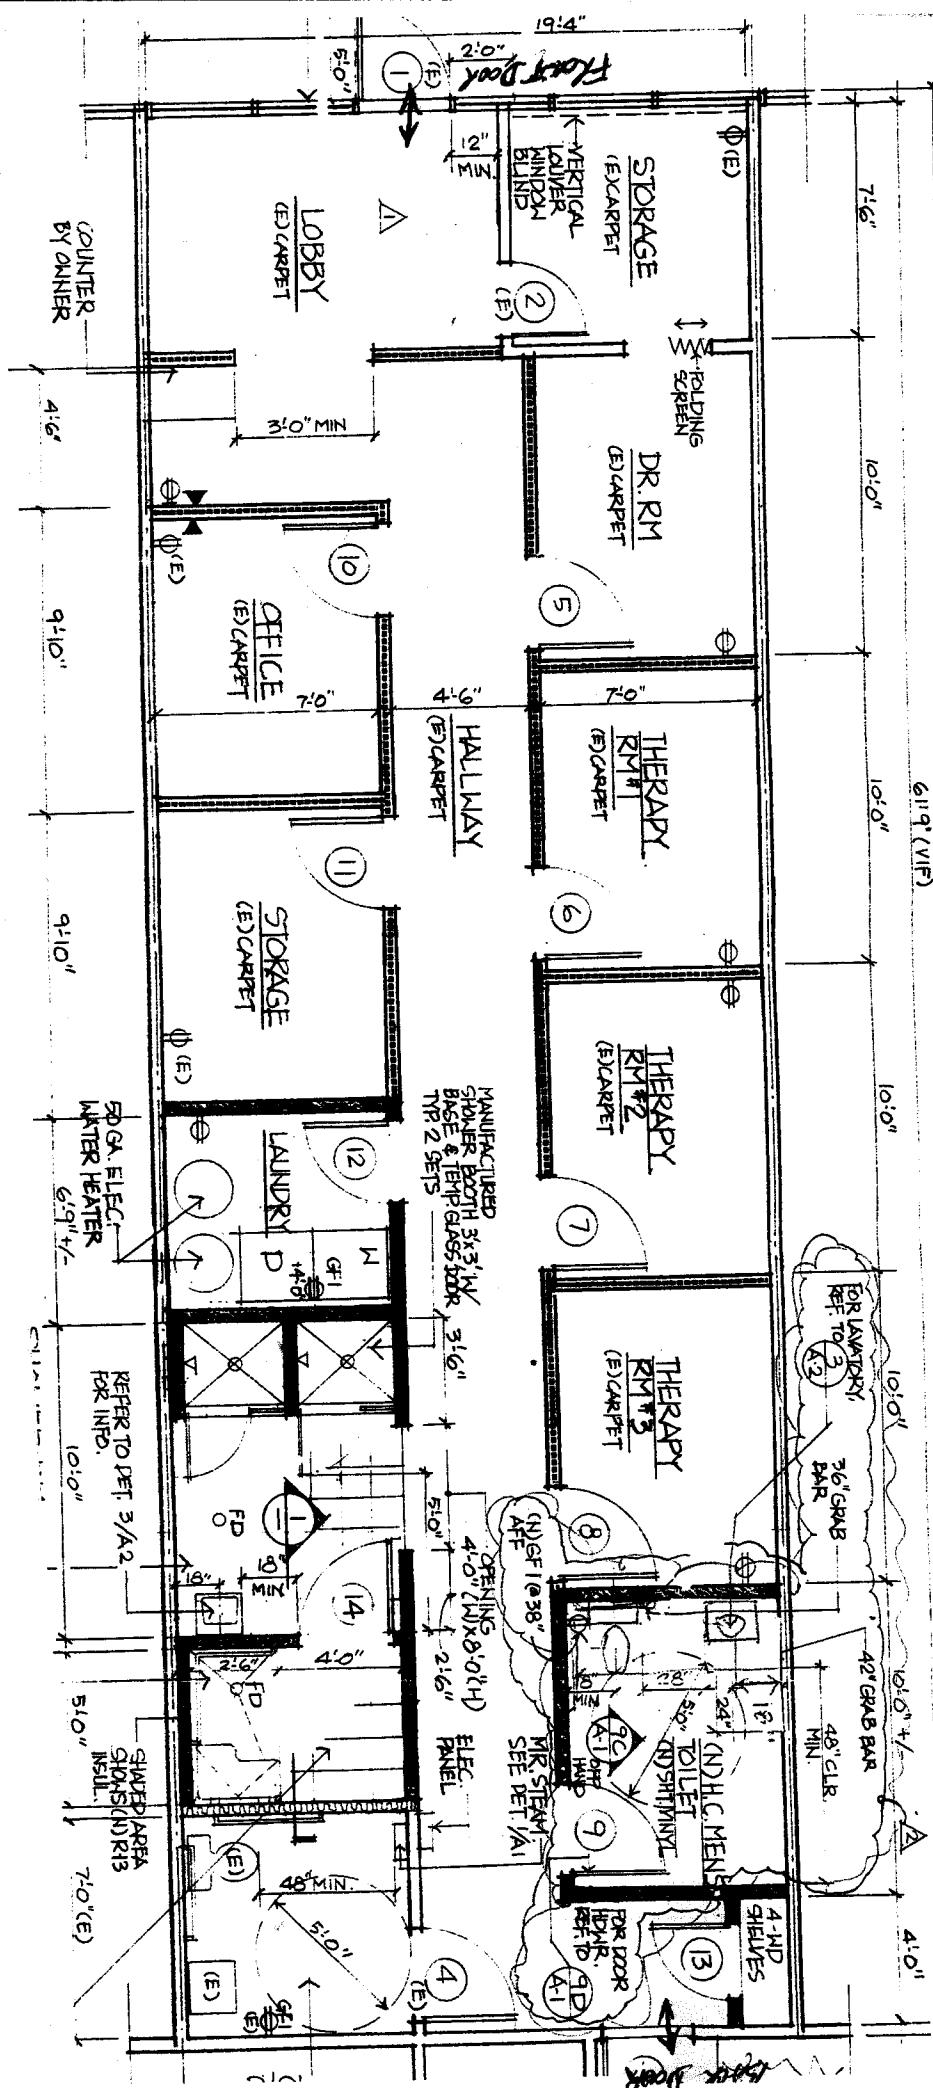 19'-4"
2'-0"
5'-0"
FRONT DOOR
1
(E)
12"
MIN.
VERTICAL
LOUVER
WINDOW
BLIND
STORAGE
(E)CARPET
(E)
7'-6"
LOBBY
(E)CARPET
1
2
(E)
COUNTER
BY OWNER
FOLDING
SCREEN
3'-0" MIN
4'-6"
DR. RM
(E)CARPET
10'-0"
5
10
(E)
OFFICE
(E)CARPET
9'-10"
7'-0"
4'-6"
7'-0"
HALLWAY
(E)CARPET
THERAPY
RM #1
(E)CARPET
10'-0"
61'9" (VIF)
11
6
STORAGE
(E)CARPET
9'-10"
(E)
THERAPY
RM #2
(E)CARPET
10'-0"
7
50 GA. ELEC.
WATER HEATER
6'-9" +/-
LAUNDRY
12
D
W
GFI
MANUFACTURED
SHOWER BOOTH 3'x3', W/
BASE & TEMP. GLASS DOOR
TYP. 2 SETS
3'-6"
THERAPY
RM #3
(E)CARPET
10'-0"
FOR LAVATORY,
REF. TO
3
A-2
36" GRAB
BAR
8
(N)GFI @38"
AFF
REFER TO DET. 3/A2
FOR INFO.
10'-0"
FD
1
18"
18"
MIN
14
5'-0"
OPENING
4'-0" (W)x8'-0"(H)
2'-6"
2'-6"
4'-0"
FD
ELEC.
PANEL
MR. STEAM
SEE DET 1/A1
18
MIN
28"
5'-0"
24"
18"
48" CLR
MIN.
42" GRAB BAR
10'-0" +/-
2
9C
A-1
OPP
HAND
(N) H.C. MENS
TOILET
(N) SHT. VINYL
9
SHADED AREA
SHOWS (N) R13
INSUL.
5'-0"
7'-0" (E)
(E)
48" MIN.
5'-0"
(E)
GFI
(E)
4
(E)
FOR DOOR
HDWR.
REF. TO
9D
A-1
13
4-WD
SHELVES
4'-0"
BACK DOOR